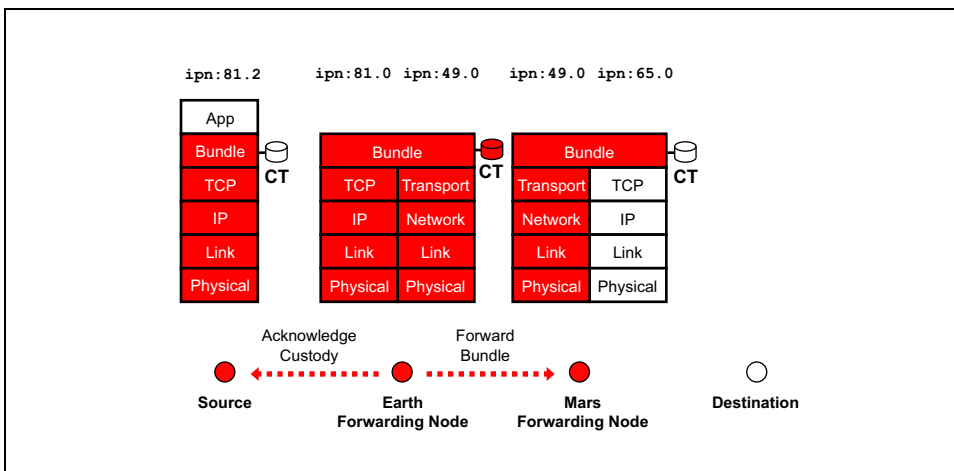 ipn:81.2 ipn:81.0 ipn:49.0 ipn:49.0 ipn:65.0
App
Bundle CT Bundle CT Bundle CT
TCP TCP Transport Transport TCP
IP IP Network Network IP
Link Link Link Link Link
Physical Physical Physical Physical Physical
Acknowledge
Custody
Forward
Bundle
Source
Earth
Forwarding Node
Mars
Forwarding Node
Destination